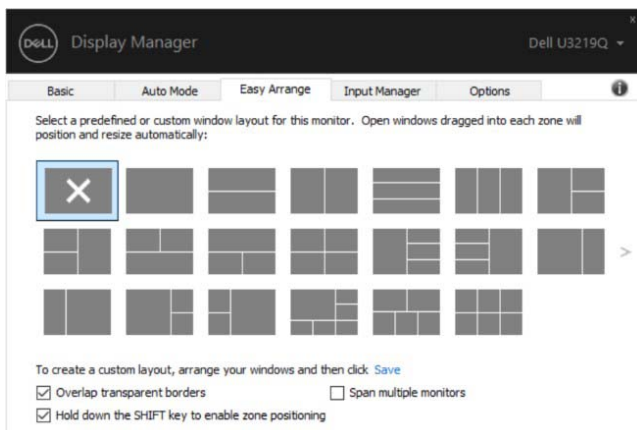 x
DELL Display Manager Dell U3219Q
Basic Auto Mode Easy Arrange Input Manager Options i
Select a predefined or custom window layout for this monitor. Open windows dragged into each zone will
position and resize automatically:
>
To create a custom layout, arrange your windows and then click Save
Overlap transparent borders Span multiple monitors
Hold down the SHIFT key to enable zone positioning